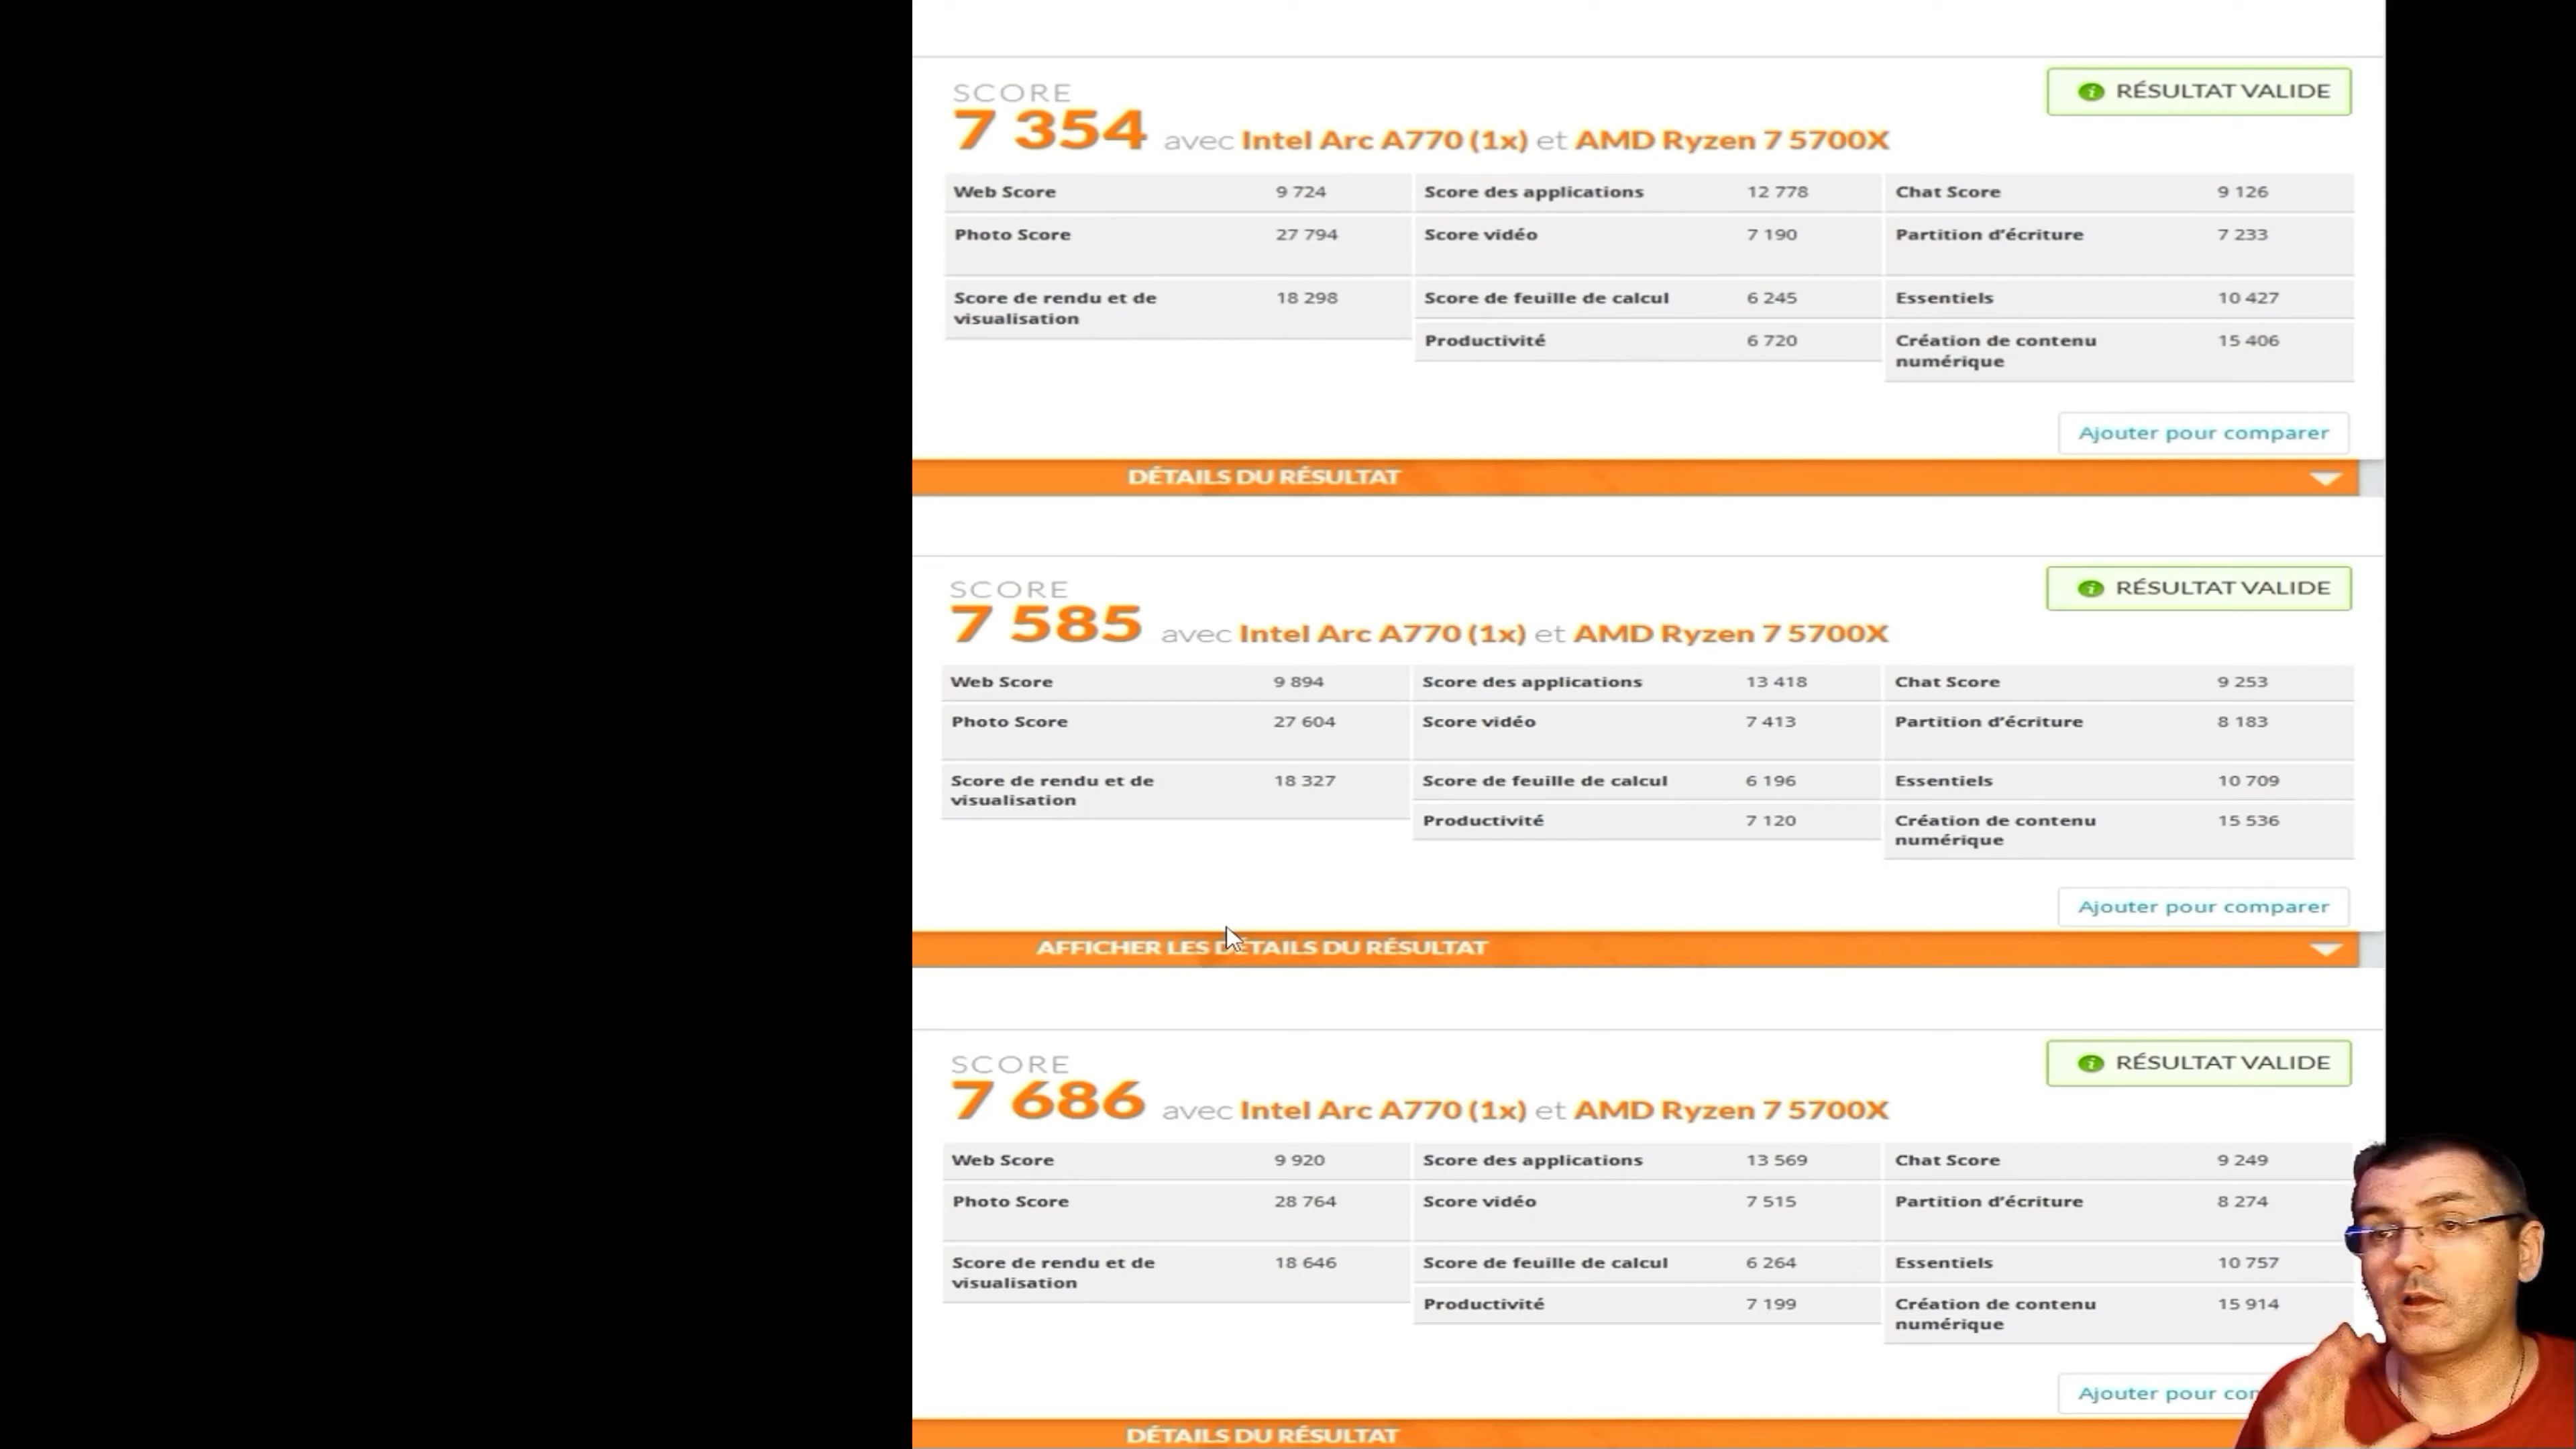 SCORE
RÉSULTAT VALIDE
7 354 avec Intel Arc A770 (1x) et AMD Ryzen 7 5700X
Web Score 9 724 Score des applications 12 778 Chat Score 9 126
Photo Score 27 794 Score vidéo 7 190 Partition d'écriture 7 233
Score de rendu et de 18 298 Score de feuille de calcul 6 245 Essentiels 10 427
visualisation
Productivité 6 720 Création de contenu 15 406
numérique
Ajouter pour comparer
DÉTAILS DU RÉSULTAT
SCORE
RÉSULTAT VALIDE
7 585 avec Intel Arc A770 (1x) et AMD Ryzen 7 5700X
Web Score 9 894 Score des applications 13 418 Chat Score 9 253
Photo Score 27 604 Score vidéo 7 413 Partition d'écriture 8 183
Score de rendu et de 18 327 Score de feuille de calcul 6 196 Essentiels 10 709
visualisation
Productivité 7 120 Création de contenu 15 536
numérique
Ajouter pour comparer
AFFICHER LES DÉTAILS DU RÉSULTAT
SCORE
RÉSULTAT VALIDE
7 686 avec Intel Arc A770 (1x) et AMD Ryzen 7 5700X
Web Score 9 920 Score des applications 13 569 Chat Score 9 249
Photo Score 28 764 Score vidéo 7 515 Partition d'écriture 8 274
Score de rendu et de 18 646 Score de feuille de calcul 6 264 Essentiels 10 757
visualisation
Productivité 7 199 Création de contenu 15 914
numérique
Ajouter pour
DÉTAILS DU RÉSULTAT